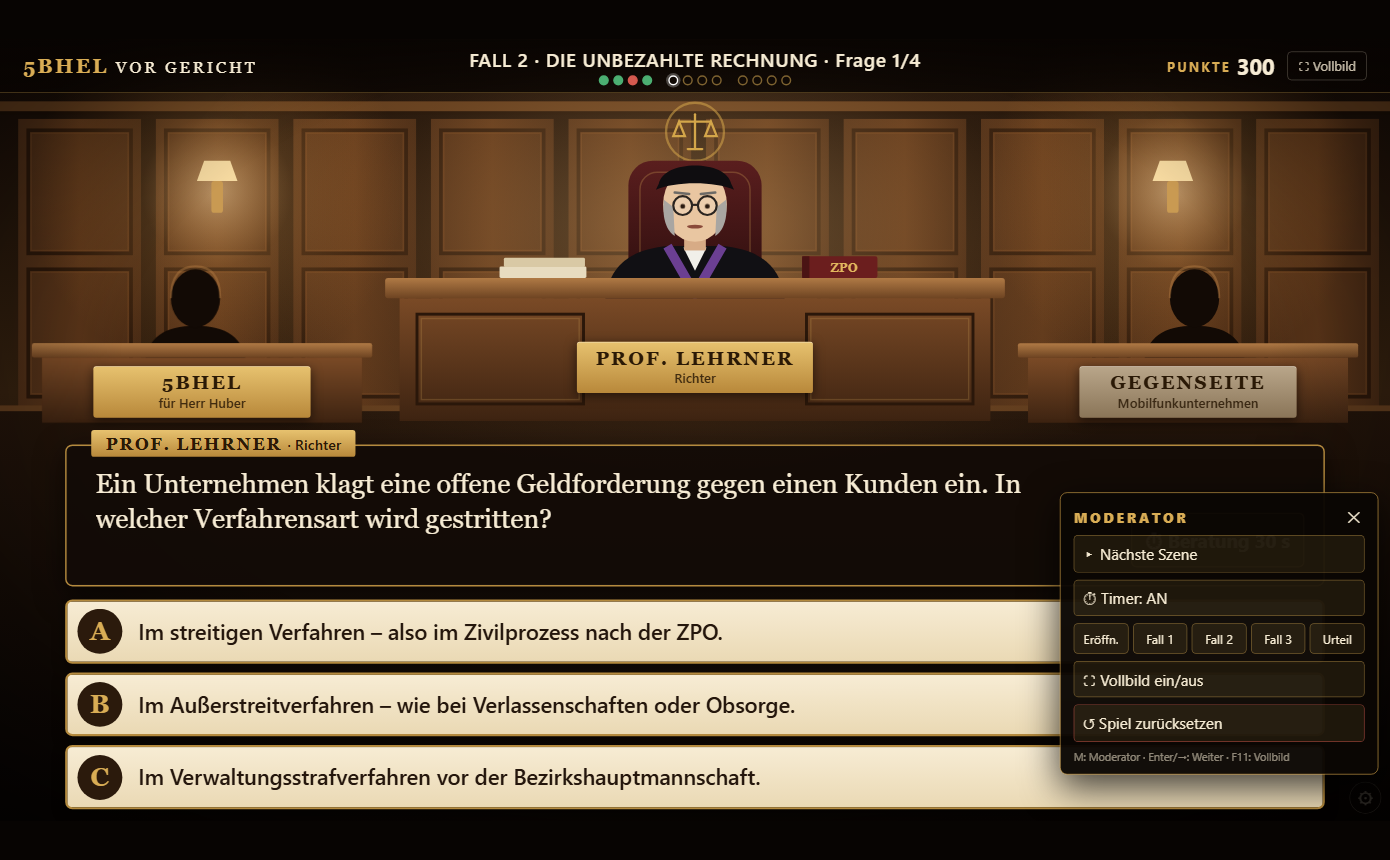 5BHEL VOR GERICHT
FALL 2 · DIE UNBEZAHLTE RECHNUNG · Frage 1/4
PUNKTE 300
Vollbild
ZPO
PROF. LEHRNER
Richter
5BHEL
für Herr Huber
GEGENSEITE
Mobilfunkunternehmen
PROF. LEHRNER · Richter
Ein Unternehmen klagt eine offene Geldforderung gegen einen Kunden ein. In
welcher Verfahrensart wird gestritten?
Beratung 30 s
A Im streitigen Verfahren – also im Zivilprozess nach der ZPO.
B Im Außerstreitverfahren – wie bei Verlassenschaften oder Obsorge.
C Im Verwaltungsstrafverfahren vor der Bezirkshauptmannschaft.
MODERATOR
Nächste Szene
Timer: AN
Eröffn. Fall 1 Fall 2 Fall 3 Urteil
Vollbild ein/aus
Spiel zurücksetzen
M: Moderator · Enter/→: Weiter · F11: Vollbild